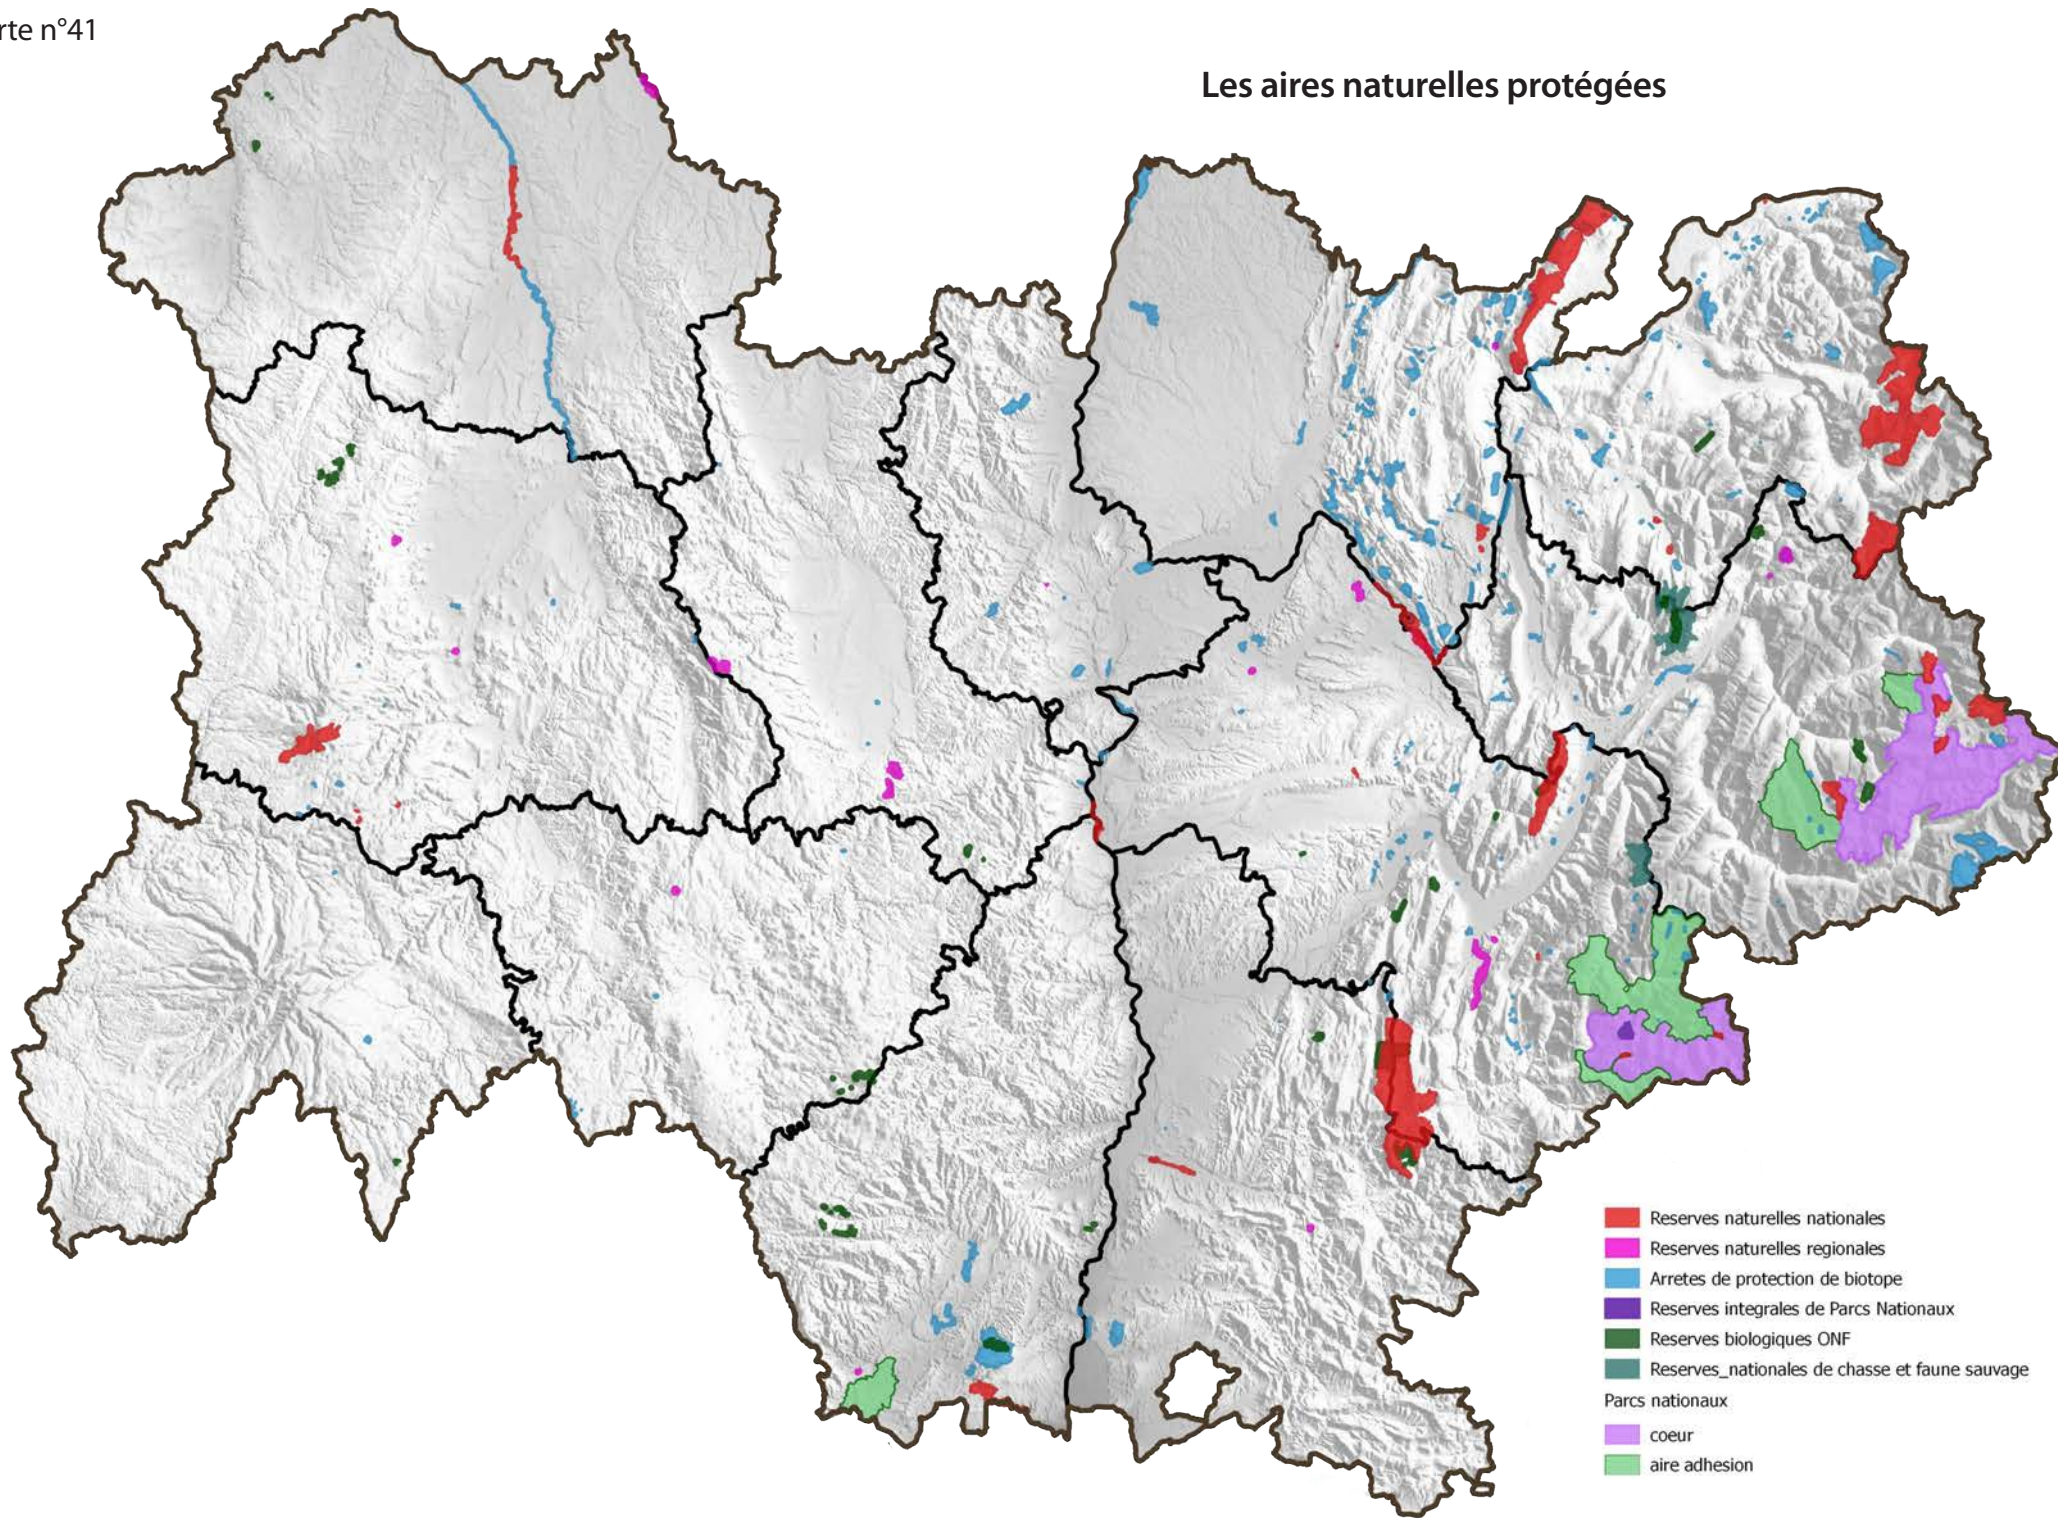 rte n°41
Les aires naturelles protégées
Reserves naturelles nationales
Reserves naturelles regionales
Arretes de protection de biotope
Reserves integrales de Parcs Nationaux
Reserves biologiques ONF
Reserves_nationales de chasse et faune sauvage
Parcs nationaux
coeur
aire adhesion